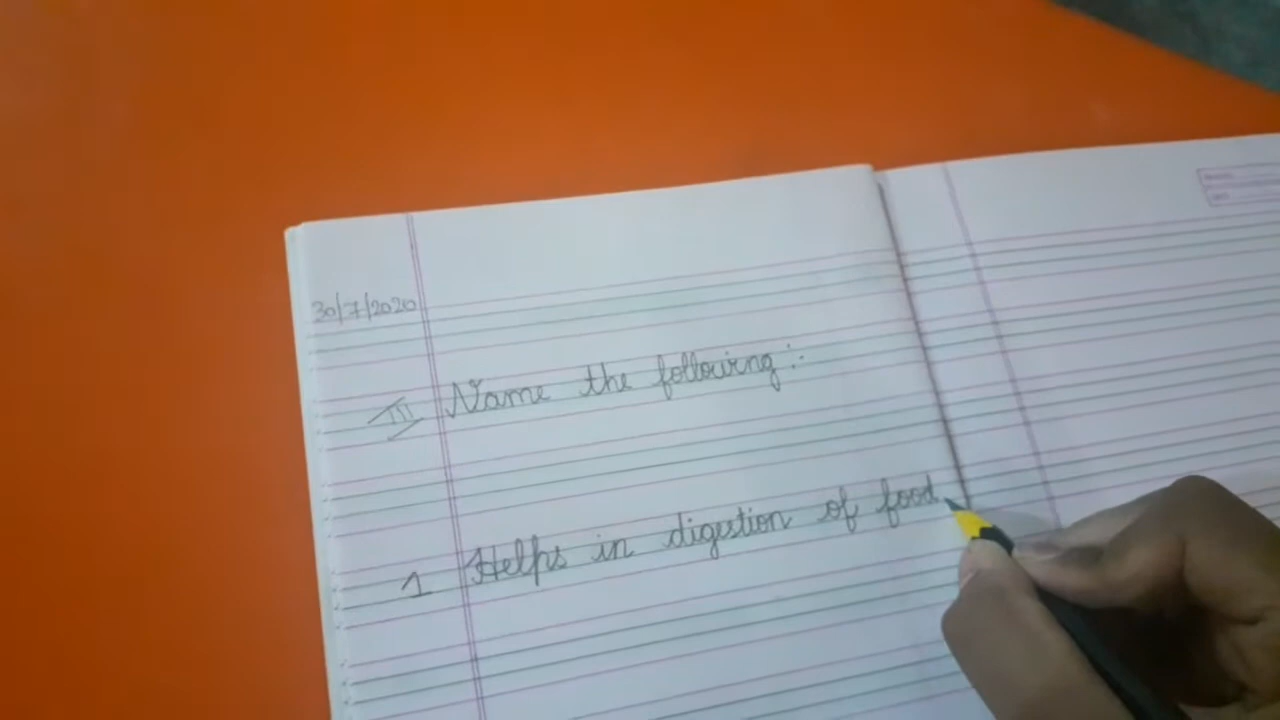 30/7/2020
III Name the following :-
1 Helps in digestion of food